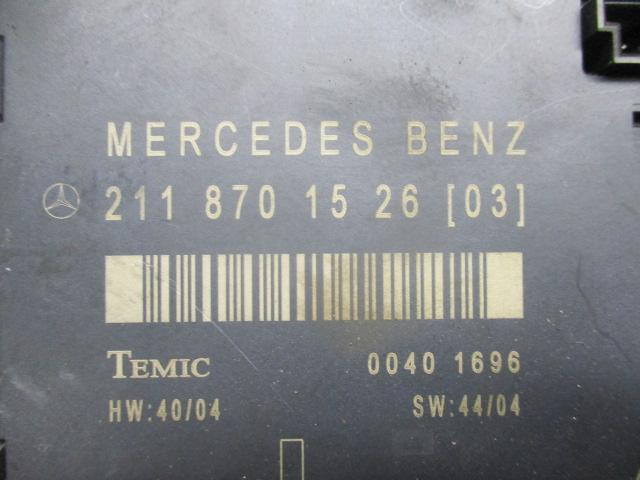 MERCEDES BENZ
211 870 15 26 [03]
TEMIC 0040 1696
HW:40/04 SW:44/04